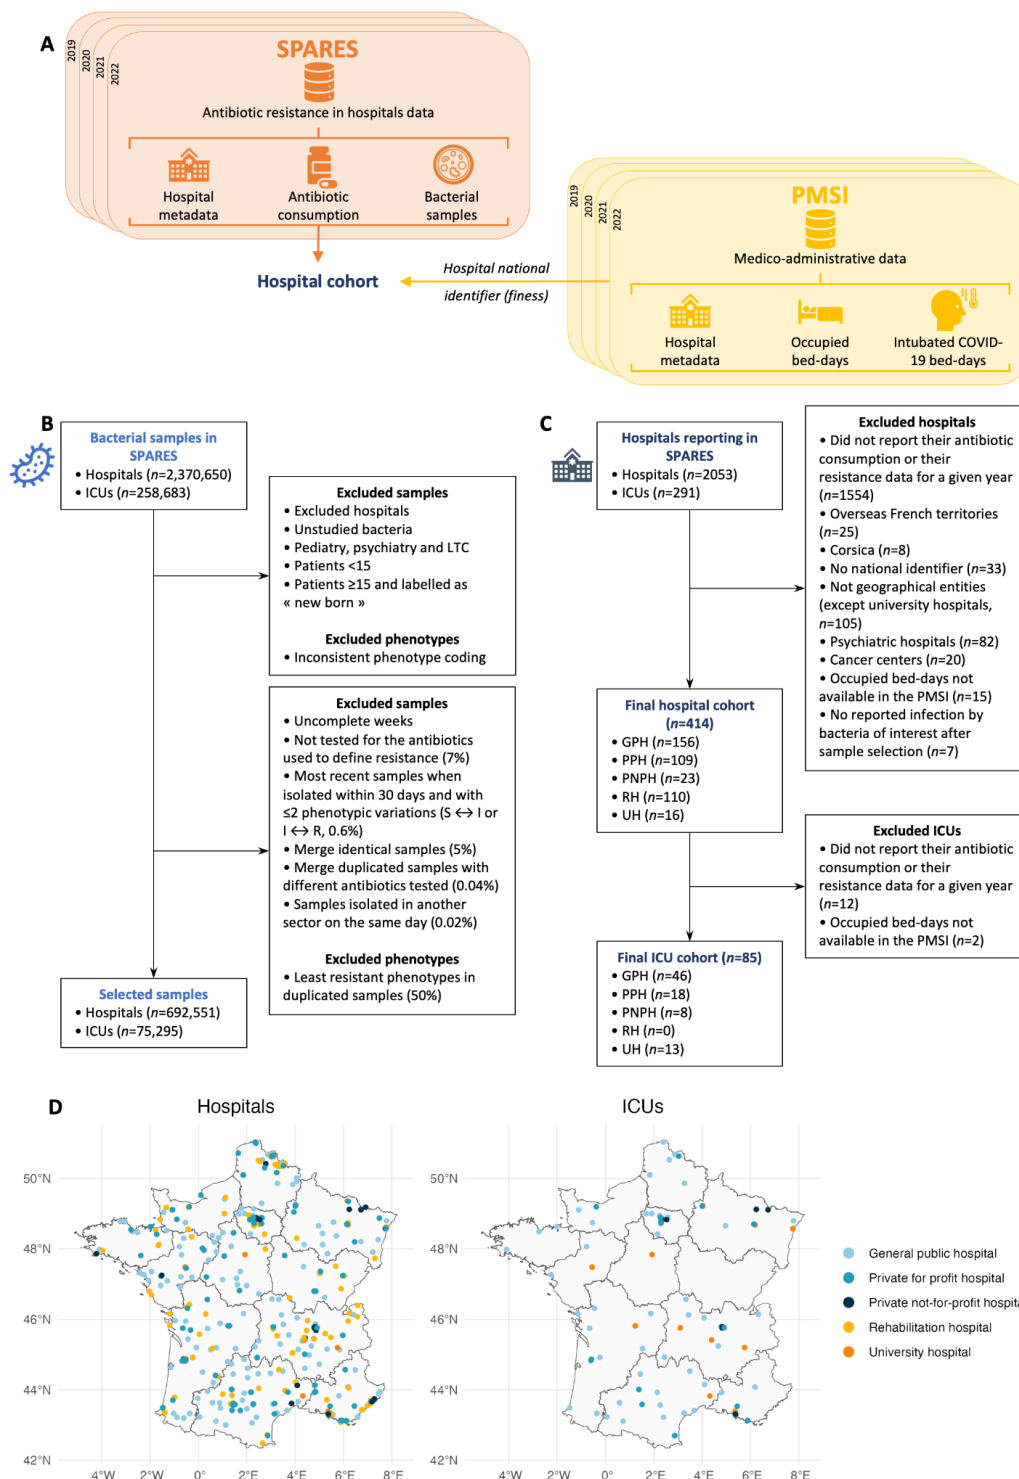 A
2019
2020
2021
2022
SPARES
Antibiotic resistance in hospitals data
Hospital
metadata
Antibiotic
consumption
Bacterial
samples
Hospital cohort
Hospital national
identifier (finess)
2019
2020
2021
2022
PMSI
Medico-administrative data
Hospital
metadata
Occupied
bed-days
Intubated COVID-
19 bed-days
B
Bacterial samples in
SPARES
• Hospitals (n=2,370,650)
• ICUs (n=258,683)
Excluded samples
• Excluded hospitals
• Unstudied bacteria
• Pediatry, psychiatry and LTC
• Patients <15
• Patients ≥15 and labelled as
« new born »
Excluded phenotypes
• Inconsistent phenotype coding
Excluded samples
• Uncomplete weeks
• Not tested for the antibiotics
used to define resistance (7%)
• Most recent samples when
isolated within 30 days and with
≤2 phenotypic variations (S ↔ I or
I ↔ R, 0.6%)
• Merge identical samples (5%)
• Merge duplicated samples with
different antibiotics tested (0.04%)
• Samples isolated in another
sector on the same day (0.02%)
Excluded phenotypes
• Least resistant phenotypes in
duplicated samples (50%)
Selected samples
• Hospitals (n=692,551)
• ICUs (n=75,295)
C
Hospitals reporting in
SPARES
• Hospitals (n=2053)
• ICUs (n=291)
Excluded hospitals
• Did not report their antibiotic
consumption or their
resistance data for a given year
(n=1554)
• Overseas French territories
(n=25)
• Corsica (n=8)
• No national identifier (n=33)
• Not geographical entities
(except university hospitals,
n=105)
• Psychiatric hospitals (n=82)
• Cancer centers (n=20)
• Occupied bed-days not
available in the PMSI (n=15)
• No reported infection by
bacteria of interest after
sample selection (n=7)
Final hospital cohort
(n=414)
• GPH (n=156)
• PPH (n=109)
• PNPH (n=23)
• RH (n=110)
• UH (n=16)
Excluded ICUs
• Did not report their antibiotic
consumption or their
resistance data for a given year
(n=12)
• Occupied bed-days not
available in the PMSI (n=2)
Final ICU cohort (n=85)
• GPH (n=46)
• PPH (n=18)
• PNPH (n=8)
• RH (n=0)
• UH (n=13)
D
Hospitals
ICUs
50°N
48°N
46°N
44°N
42°N
4°W
2°W
0°
2°E
4°E
6°E
8°E
50°N
48°N
46°N
44°N
42°N
4°W
2°W
0°
2°E
4°E
6°E
8°E
General public hospital
Private for profit hospital
Private not-for-profit hospita
Rehabilitation hospital
University hospital